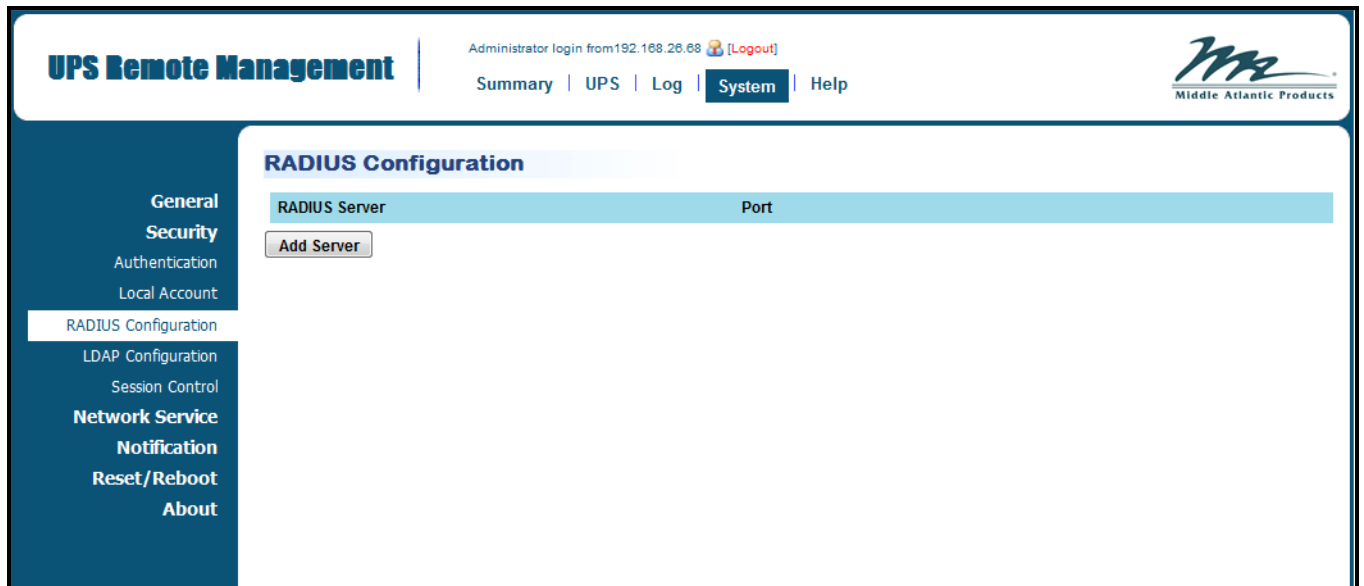 UPS Remote Management
Administrator login from192.168.26.68 [Logout]
Summary | UPS | Log | System | Help
Middle Atlantic Products
General
Security
Authentication
Local Account
RADIUS Configuration
LDAP Configuration
Session Control
Network Service
Notification
Reset/Reboot
About
RADIUS Configuration
RADIUS Server Port
Add Server